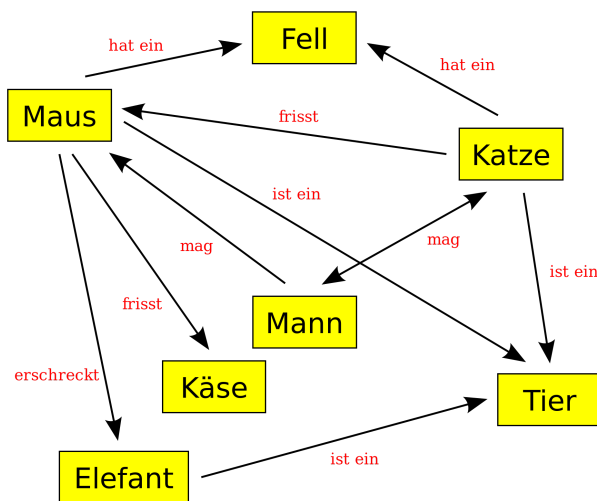 Fell
hat ein
hat ein
Maus
frisst
Katze
ist ein
mag
mag
ist ein
frisst
Mann
erschreckt
Käse
Tier
ist ein
Elefant